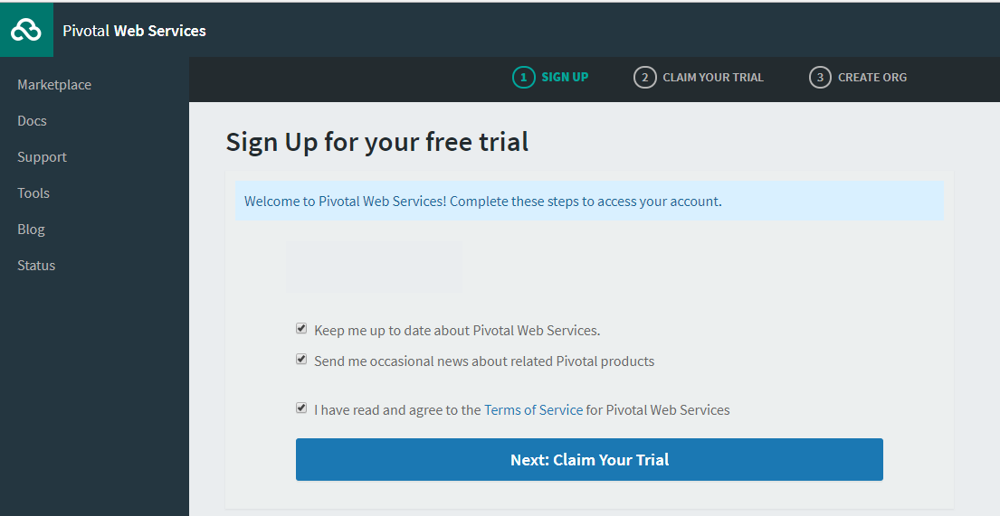 Pivotal Web Services
Marketplace
Docs
Support
Tools
Blog
Status
1 SIGN UP
2 CLAIM YOUR TRIAL
3 CREATE ORG
Sign Up for your free trial
Welcome to Pivotal Web Services! Complete these steps to access your account.
Keep me up to date about Pivotal Web Services.
Send me occasional news about related Pivotal products
I have read and agree to the Terms of Service for Pivotal Web Services
Next: Claim Your Trial